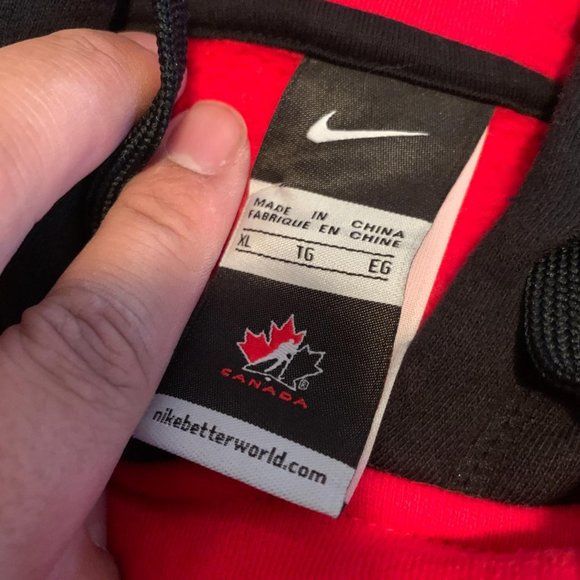 MADE IN CHINA
FABRIQUE EN CHINE
XL TG EG
CANADA
®
nikebetterworld.com